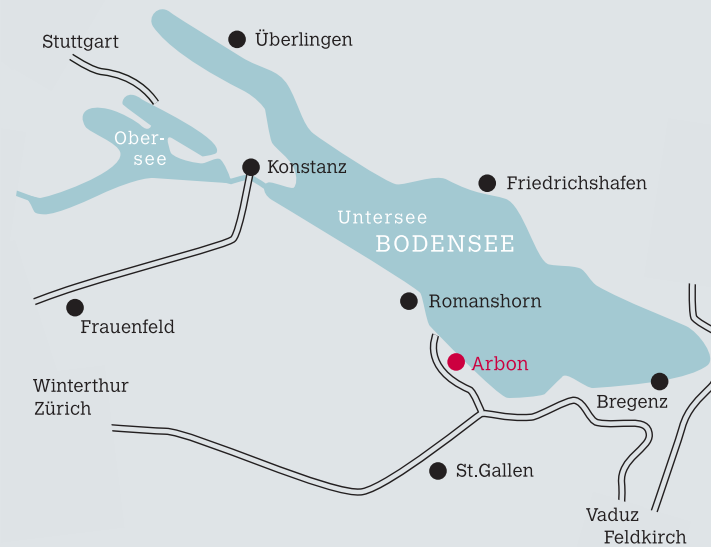 Stuttgart
Überlingen
Ober-
see
Konstanz
Friedrichshafen
Untersee
BODENSEE
Romanshorn
Frauenfeld
Arbon
Winterthur
Zürich
Bregenz
St.Gallen
Vaduz
Feldkirch